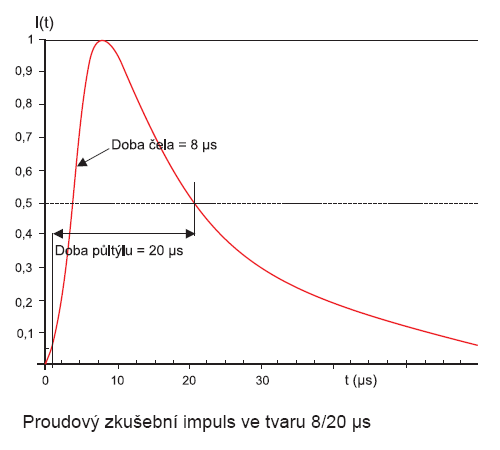 I(t)
1
0,9
0,8
0,7
0,6
Doba čela = 8 µs
0,5
0,4
Doba půltýlu = 20 µs
0,3
0,2
0,1
0 10 20 30 t (µs)
Proudový zkušební impuls ve tvaru 8/20 µs